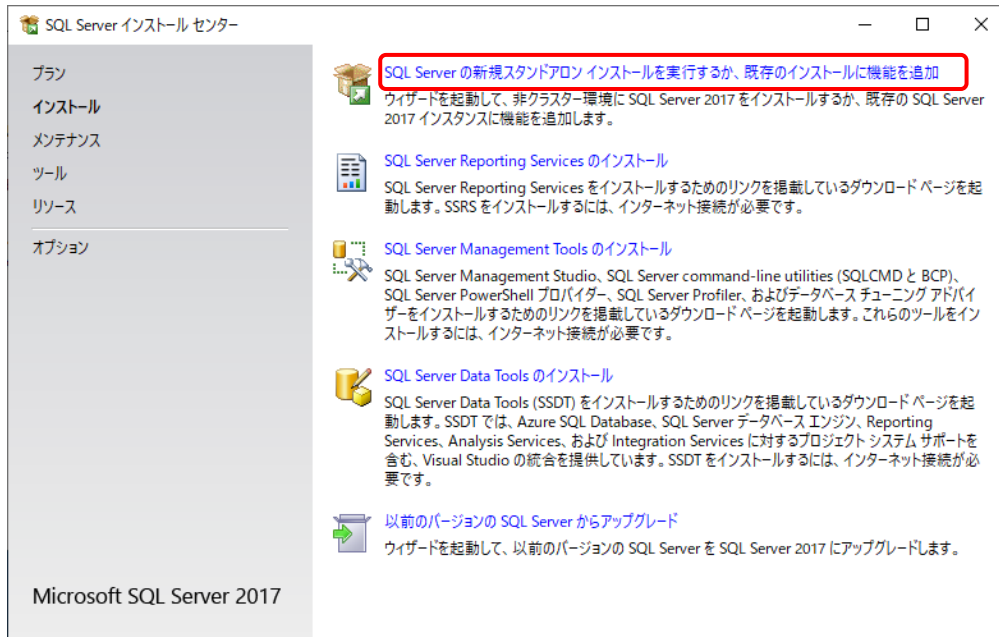 SQL Server インストール センター
プラン
インストール
メンテナンス
ツール
リソース
オプション
Microsoft SQL Server 2017
SQL Server の新規スタンドアロン インストールを実行するか、既存のインストールに機能を追加
ウィザードを起動して、非クラスター環境に SQL Server 2017 をインストールするか、既存の SQL Server
2017 インスタンスに機能を追加します。
SQL Server Reporting Services のインストール
SQL Server Reporting Services をインストールするためのリンクを掲載しているダウンロード ページを起
動します。SSRS をインストールするには、インターネット接続が必要です。
SQL Server Management Tools のインストール
SQL Server Management Studio、SQL Server command-line utilities (SQLCMD と BCP)、
SQL Server PowerShell プロバイダー、SQL Server Profiler、およびデータベース チューニング アドバイ
ザーをインストールするためのリンクを掲載しているダウンロード ページを起動します。これらのツールをイン
ストールするには、インターネット接続が必要です。
SQL Server Data Tools のインストール
SQL Server Data Tools (SSDT) をインストールするためのリンクを掲載しているダウンロード ページを起
動します。SSDT では、Azure SQL Database、SQL Server データベース エンジン、Reporting
Services、Analysis Services、および Integration Services に対するプロジェクト システム サポートを
含む、Visual Studio の統合を提供しています。SSDT をインストールするには、インターネット接続が必
要です。
以前のバージョンの SQL Server からアップグレード
ウィザードを起動して、以前のバージョンの SQL Server を SQL Server 2017 にアップグレードします。